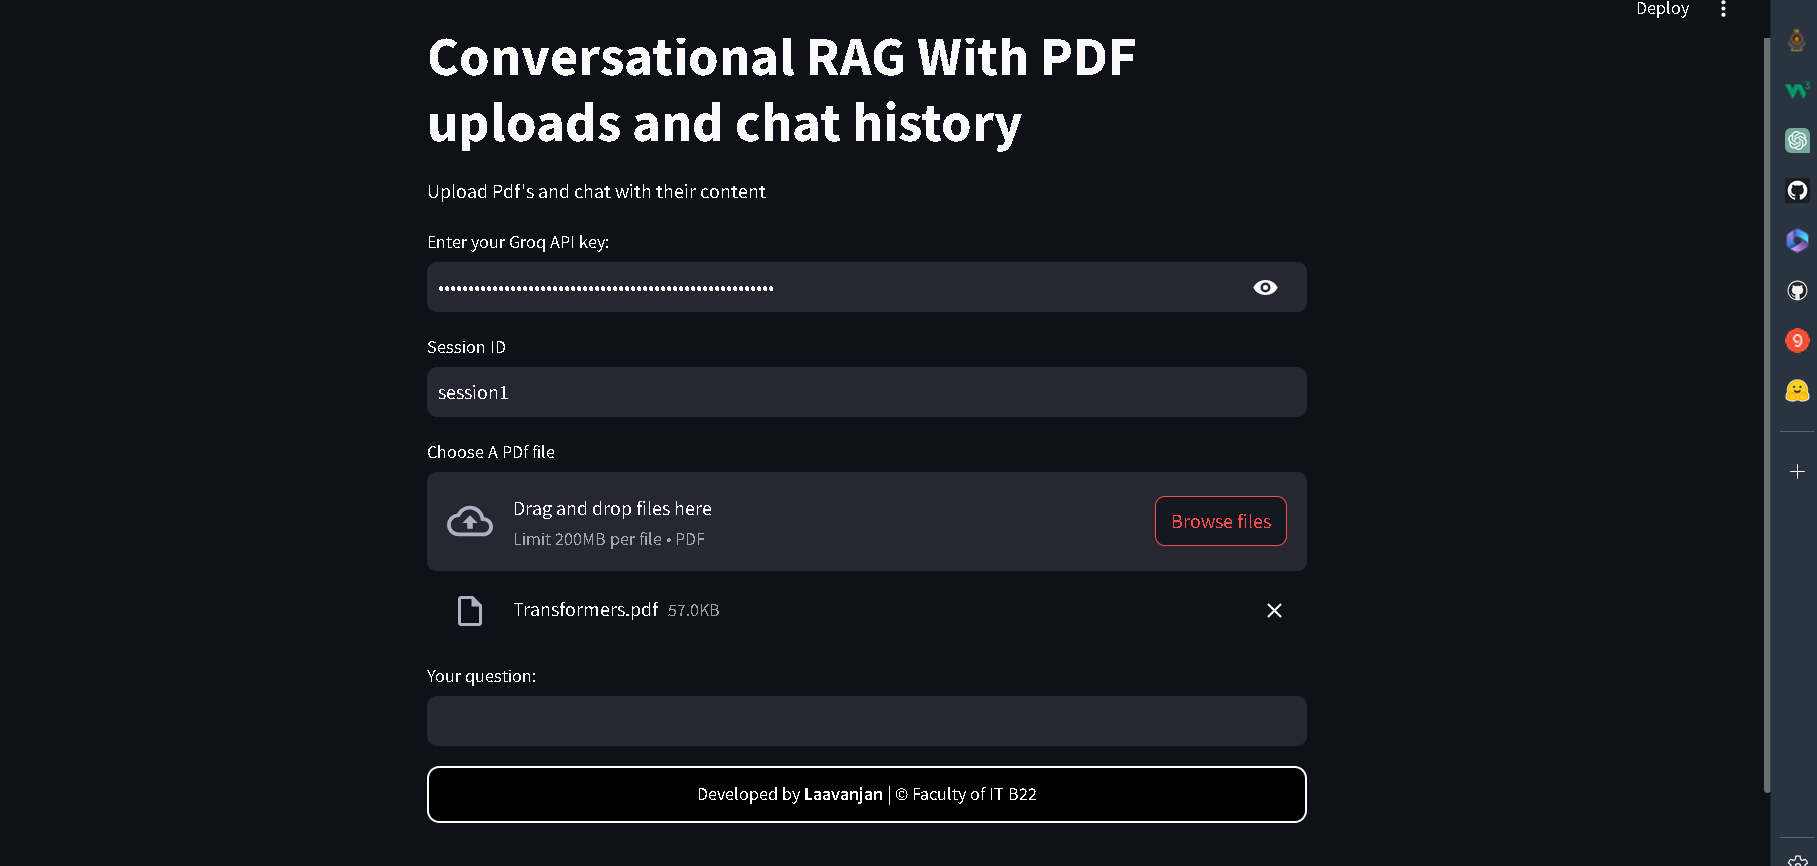 Deploy
Conversational RAG With PDF
uploads and chat history
Upload Pdf's and chat with their content
Enter your Groq API key:
Session ID
session1
Choose A PDf file
Drag and drop files here
Limit 200MB per file • PDF
Browse files
Transformers.pdf 57.0KB
Your question:
Developed by Laavanjan | © Faculty of IT B22